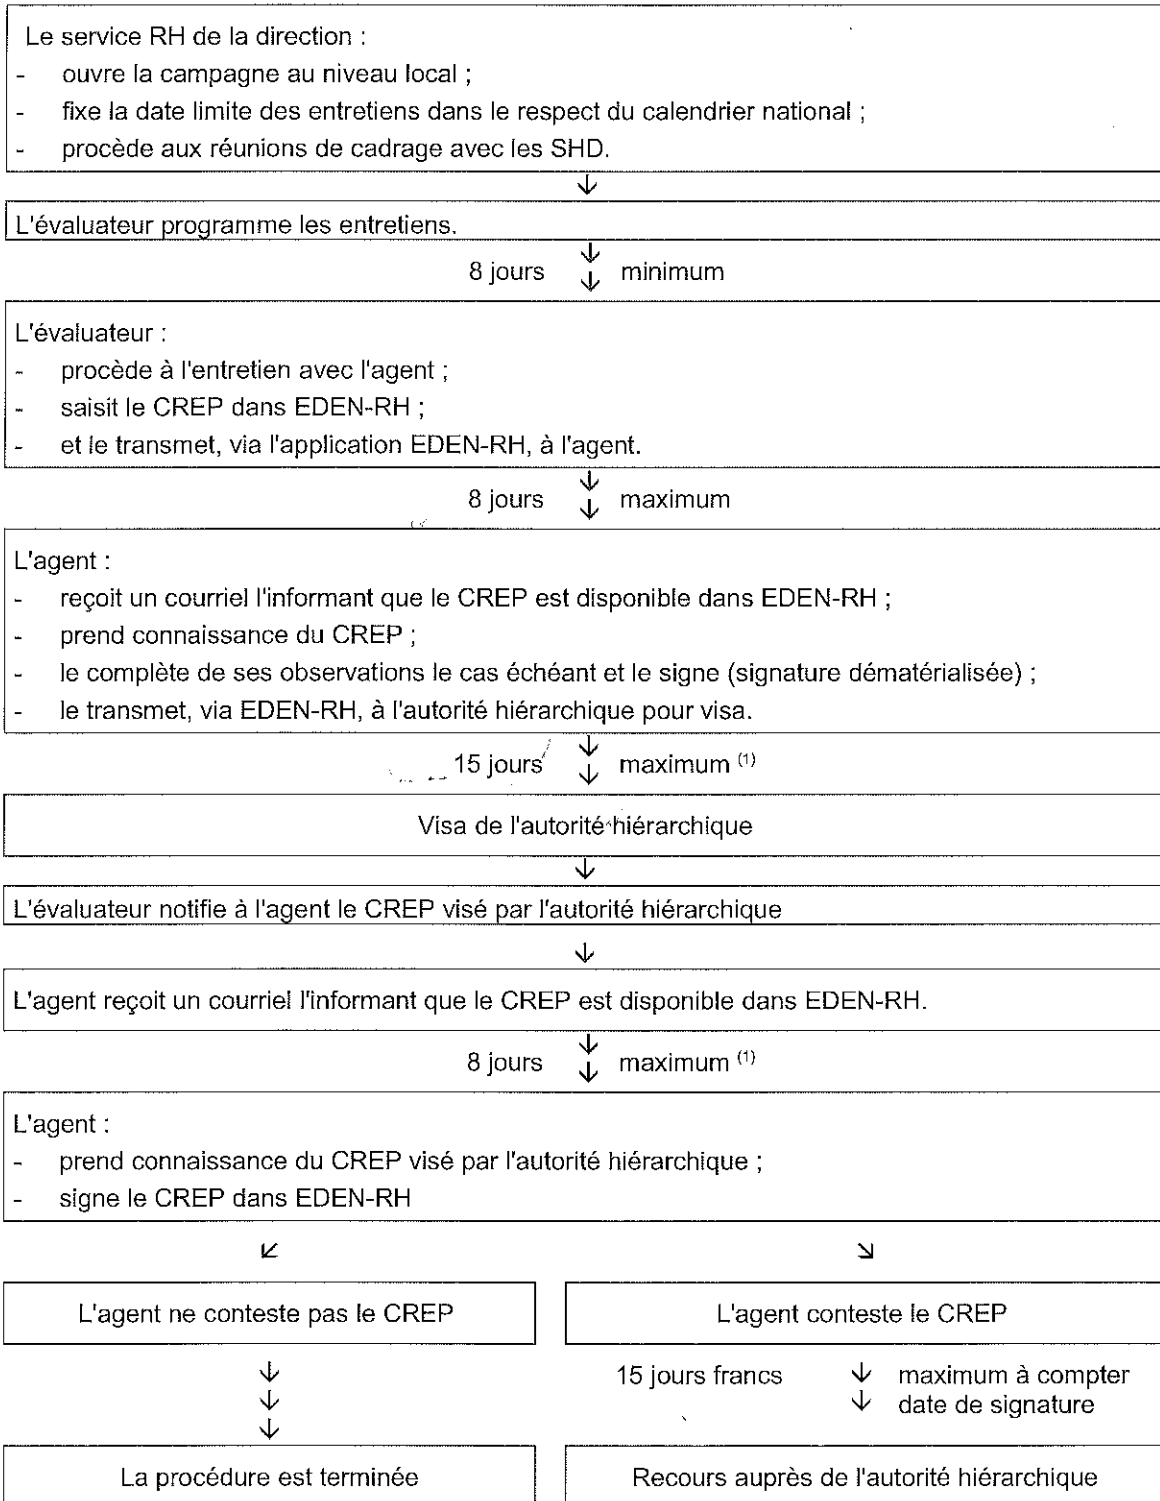 Le service RH de la direction :
- ouvre la campagne au niveau local ;
- fixe la date limite des entretiens dans le respect du calendrier national ;
- procède aux réunions de cadrage avec les SHD.
↓
L'évaluateur programme les entretiens.
8 jours ↓ ↓ minimum
L'évaluateur :
- procède à l'entretien avec l'agent ;
- saisit le CREP dans EDEN-RH ;
- et le transmet, via l'application EDEN-RH, à l'agent.
8 jours ↓ ↓ maximum
L'agent :
- reçoit un courriel l'informant que le CREP est disponible dans EDEN-RH ;
- prend connaissance du CREP ;
- le complète de ses observations le cas échéant et le signe (signature dématérialisée) ;
- le transmet, via EDEN-RH, à l'autorité hiérarchique pour visa.
15 jours ↓ ↓ maximum (1)
Visa de l'autorité hiérarchique
↓
L'évaluateur notifie à l'agent le CREP visé par l'autorité hiérarchique
↓
L'agent reçoit un courriel l'informant que le CREP est disponible dans EDEN-RH.
8 jours ↓ ↓ maximum (1)
L'agent :
- prend connaissance du CREP visé par l'autorité hiérarchique ;
- signe le CREP dans EDEN-RH
↙ ↘
L'agent ne conteste pas le CREP
↓
↓
↓
La procédure est terminée
L'agent conteste le CREP
15 jours francs ↓ maximum à compter
↓ date de signature
Recours auprès de l'autorité hiérarchique